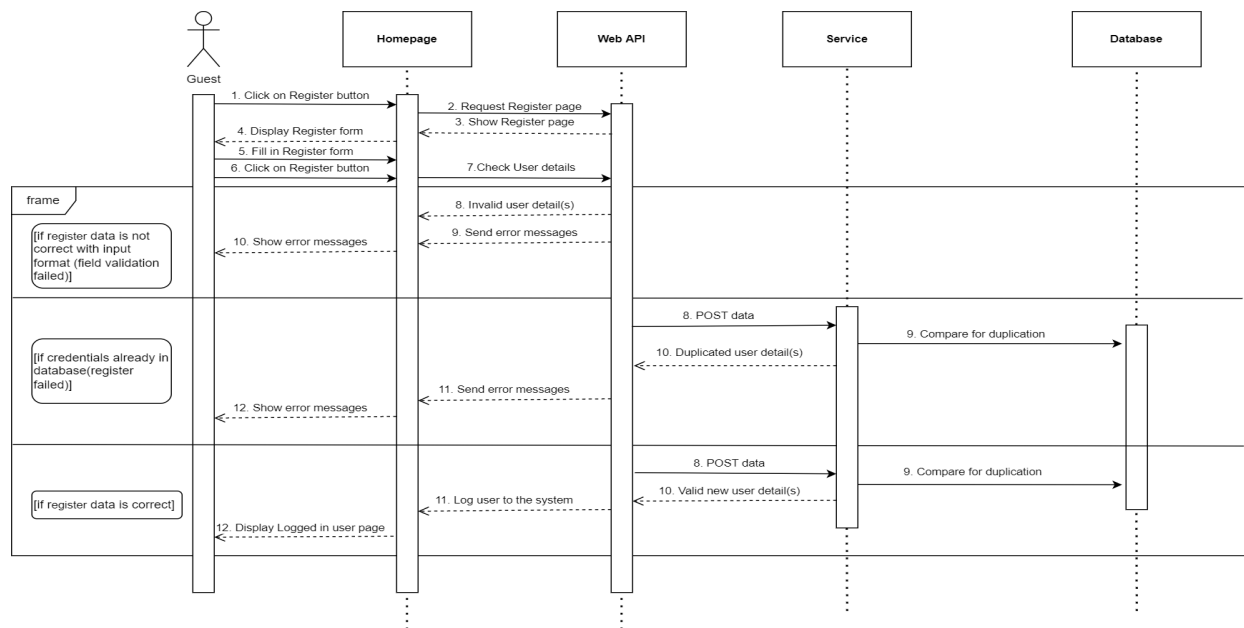 Homepage
Web API
Service
Database
Guest
1. Click on Register button
2. Request Register page
3. Show Register page
4. Display Register form
5. Fill in Register form
6. Click on Register button
7.Check User details
frame
8. Invalid user detail(s)
9. Send error messages
10. Show error messages
[if register data is not
correct with input
format (field validation
failed)]
8. POST data
9. Compare for duplication
10. Duplicated user detail(s)
[if credentials already in
database(register
failed)]
11. Send error messages
12. Show error messages
8. POST data
9. Compare for duplication
10. Valid new user detail(s)
11. Log user to the system
[if register data is correct]
12. Display Logged in user page